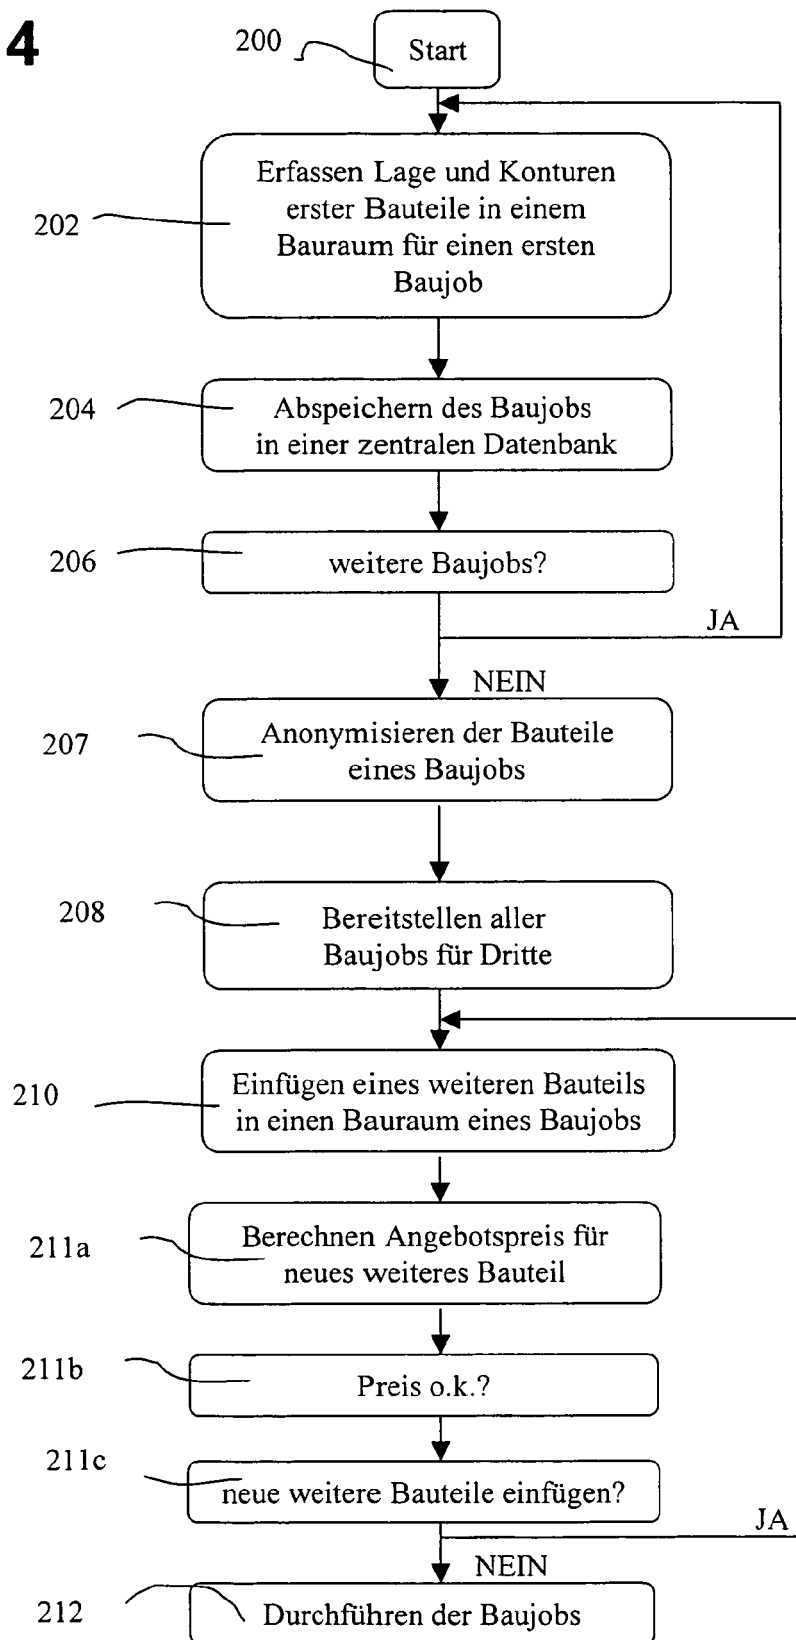 4
200
Start
Erfassen Lage und Konturen
erster Bauteile in einem
Bauraum für einen ersten
Baujob
202
204
Abspeichern des Baujobs
in einer zentralen Datenbank
206
weitere Baujobs?
JA
NEIN
207
Anonymisieren der Bauteile
eines Baujobs
208
Bereitstellen aller
Baujobs für Dritte
210
Einfügen eines weiteren Bauteils
in einen Bauraum eines Baujobs
211a
Berechnen Angebotspreis für
neues weiteres Bauteil
211b
Preis o.k.?
211c
neue weitere Bauteile einfügen?
JA
NEIN
212
Durchführen der Baujobs